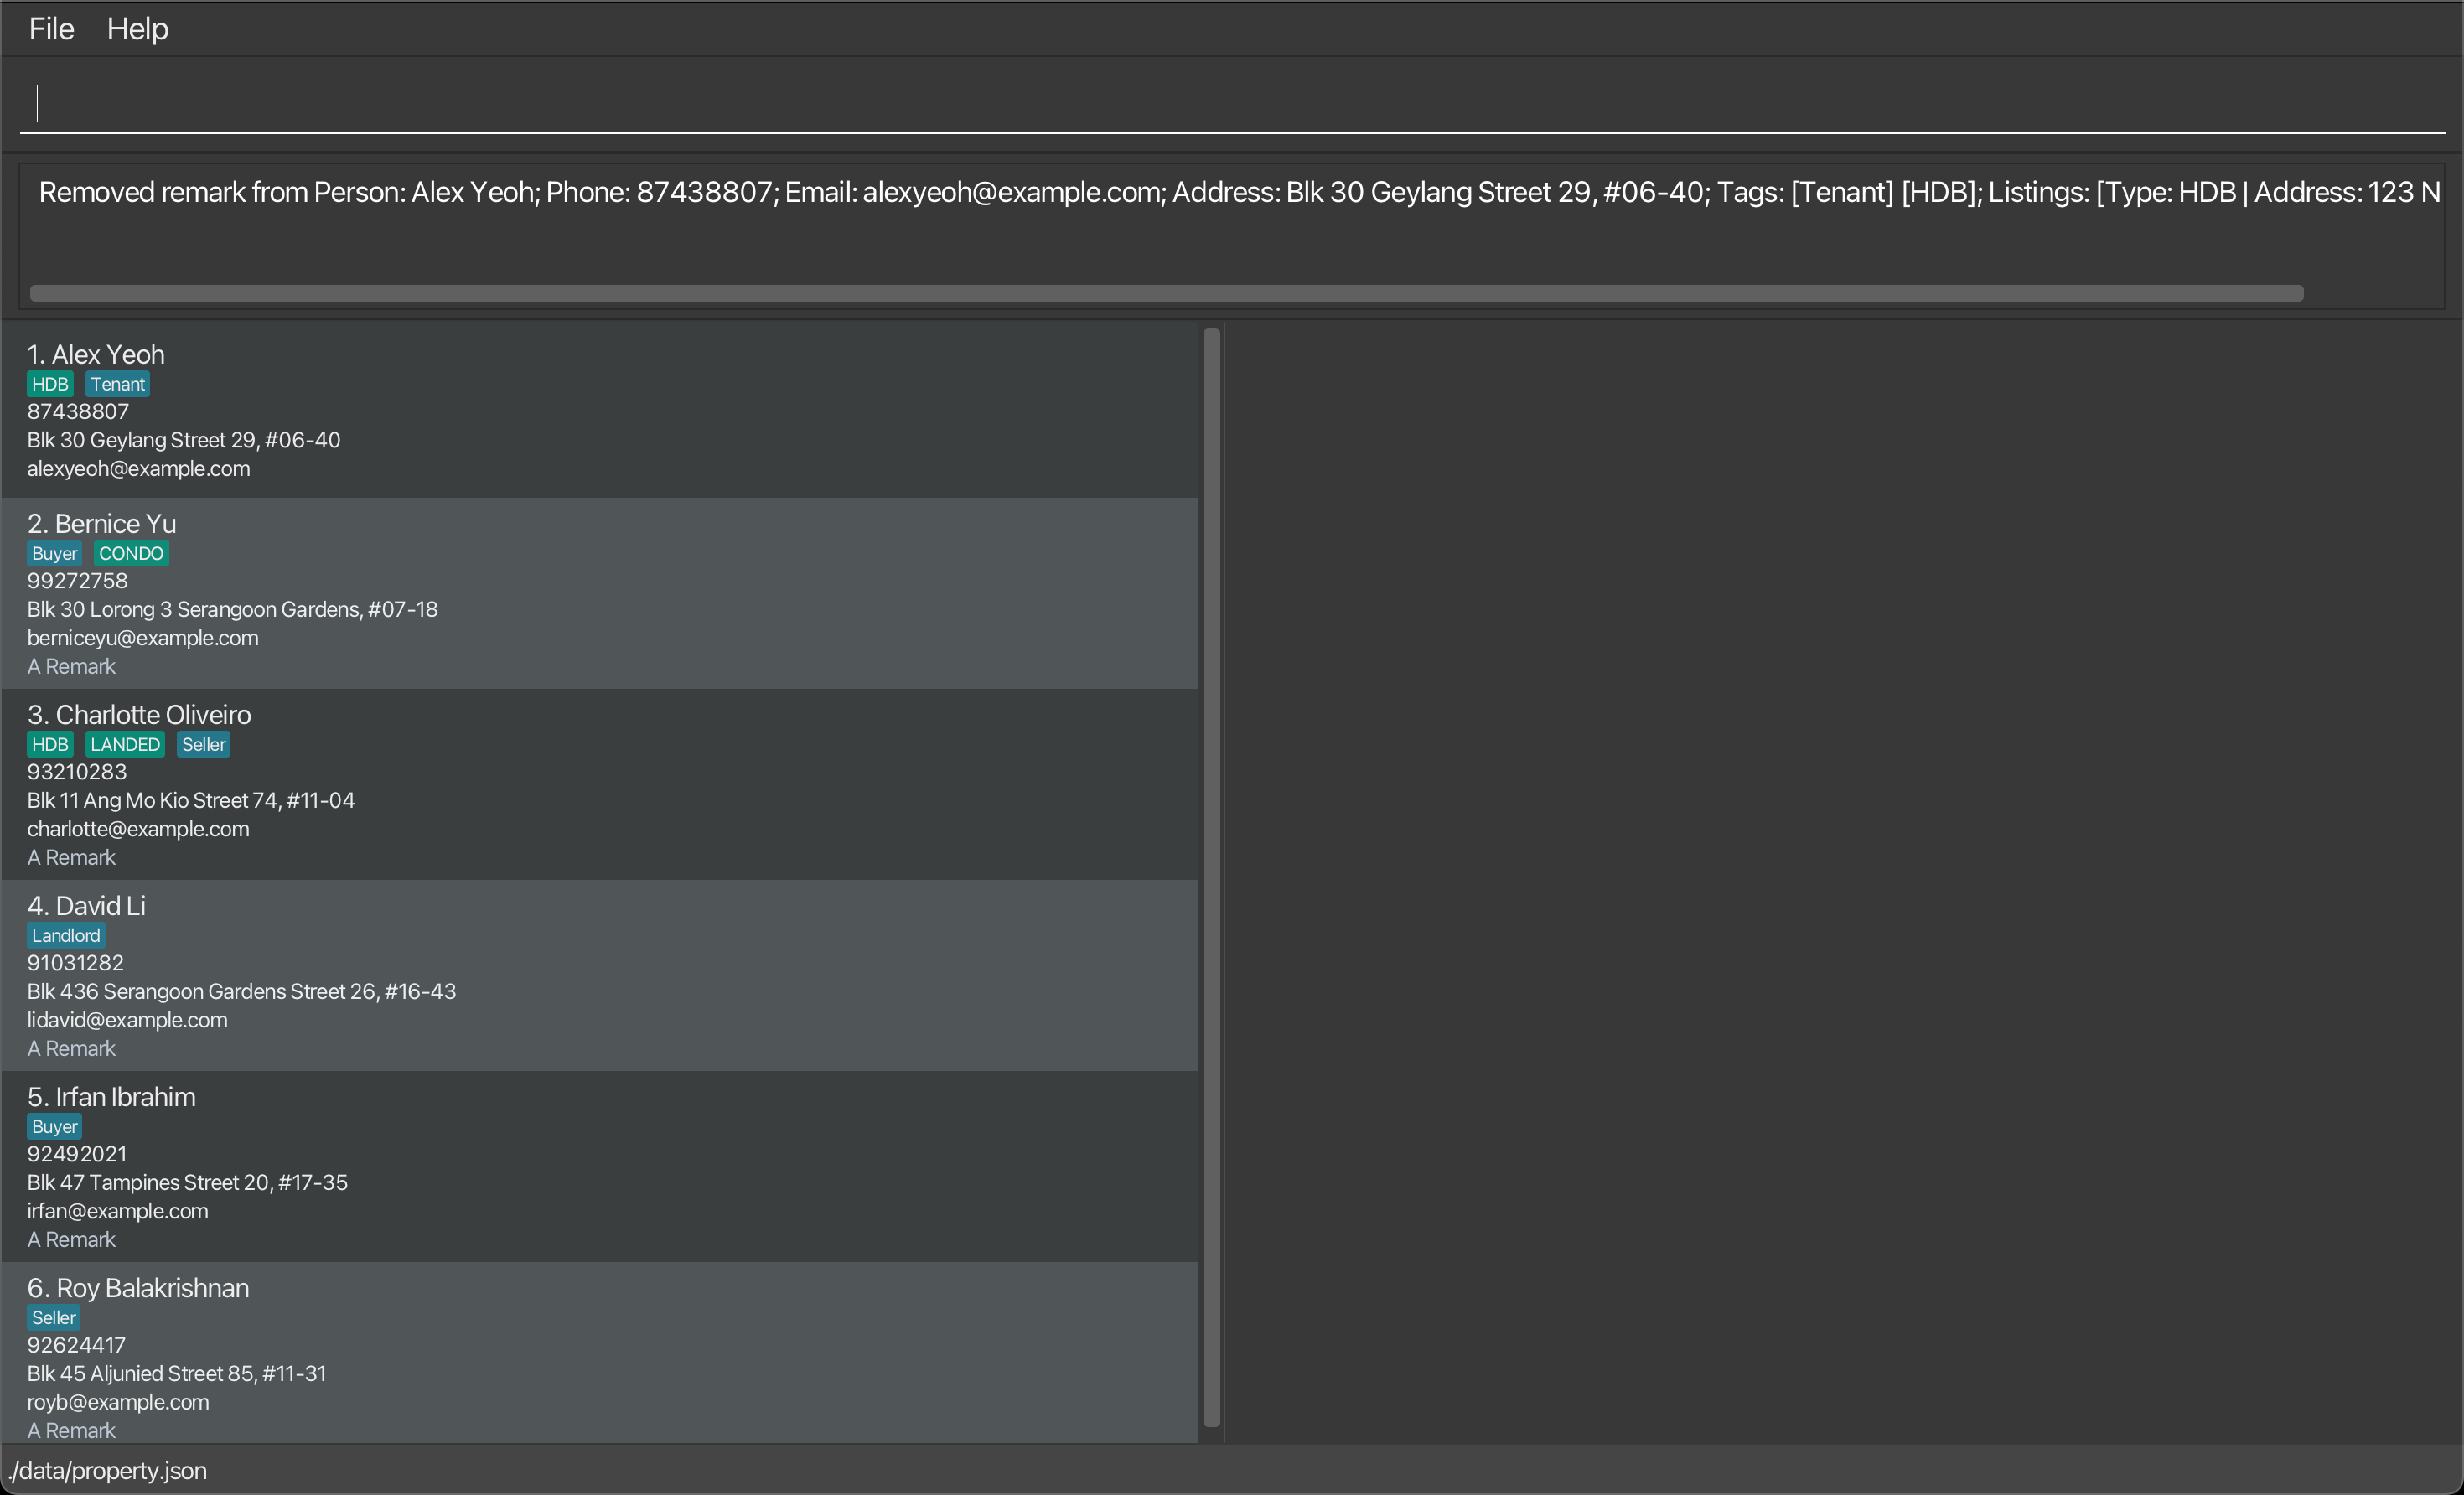 File Help
Removed remark from Person: Alex Yeoh; Phone: 87438807; Email: alexyeoh@example.com; Address: Blk 30 Geylang Street 29, #06-40; Tags: [Tenant] [HDB]; Listings: [Type: HDB | Address: 123 N
1. Alex Yeoh
HDB Tenant
87438807
Blk 30 Geylang Street 29, #06-40
alexyeoh@example.com
2. Bernice Yu
Buyer CONDO
99272758
Blk 30 Lorong 3 Serangoon Gardens, #07-18
berniceyu@example.com
A Remark
3. Charlotte Oliveiro
HDB LANDED Seller
93210283
Blk 11 Ang Mo Kio Street 74, #11-04
charlotte@example.com
A Remark
4. David Li
Landlord
91031282
Blk 436 Serangoon Gardens Street 26, #16-43
lidavid@example.com
A Remark
5. Irfan Ibrahim
Buyer
92492021
Blk 47 Tampines Street 20, #17-35
irfan@example.com
A Remark
6. Roy Balakrishnan
Seller
92624417
Blk 45 Aljunied Street 85, #11-31
royb@example.com
A Remark
./data/property.json